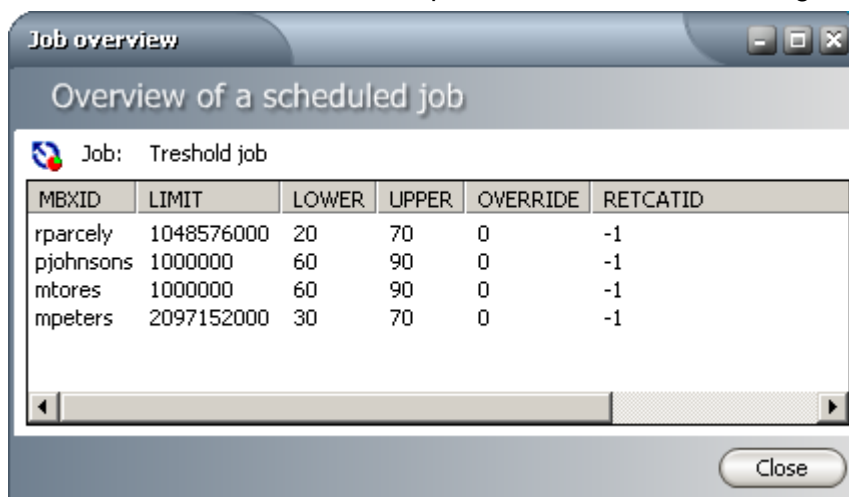 Job overview
Overview of a scheduled job
Job: Treshold job
MBXID LIMIT LOWER UPPER OVERRIDE RETCATID
rparcely 1048576000 20 70 0 -1
pjohnsons 1000000 60 90 0 -1
mtores 1000000 60 90 0 -1
mpeters 2097152000 30 70 0 -1
Close